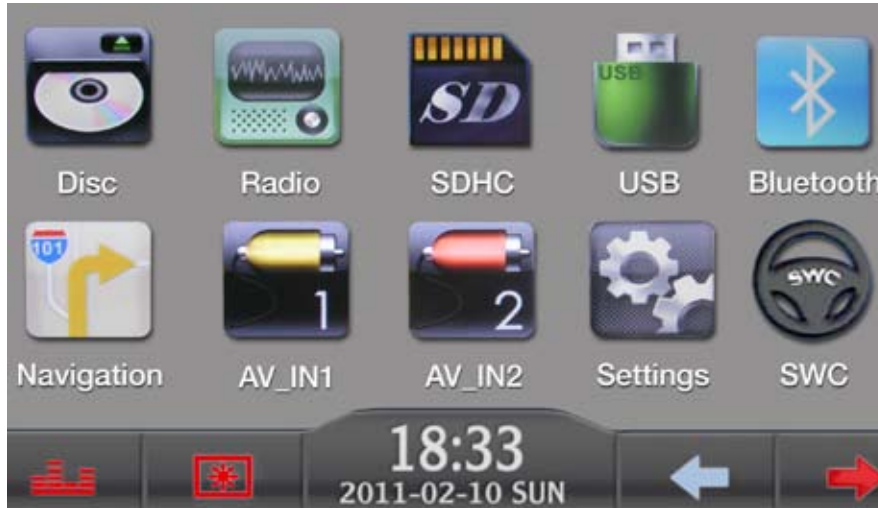 SD
USB
Disc
Radio
SDHC
USB
Bluetooth
101
1
2
SWC
Navigation
AV_IN1
AV_IN2
Settings
SWC
18:33
2011-02-10 SUN